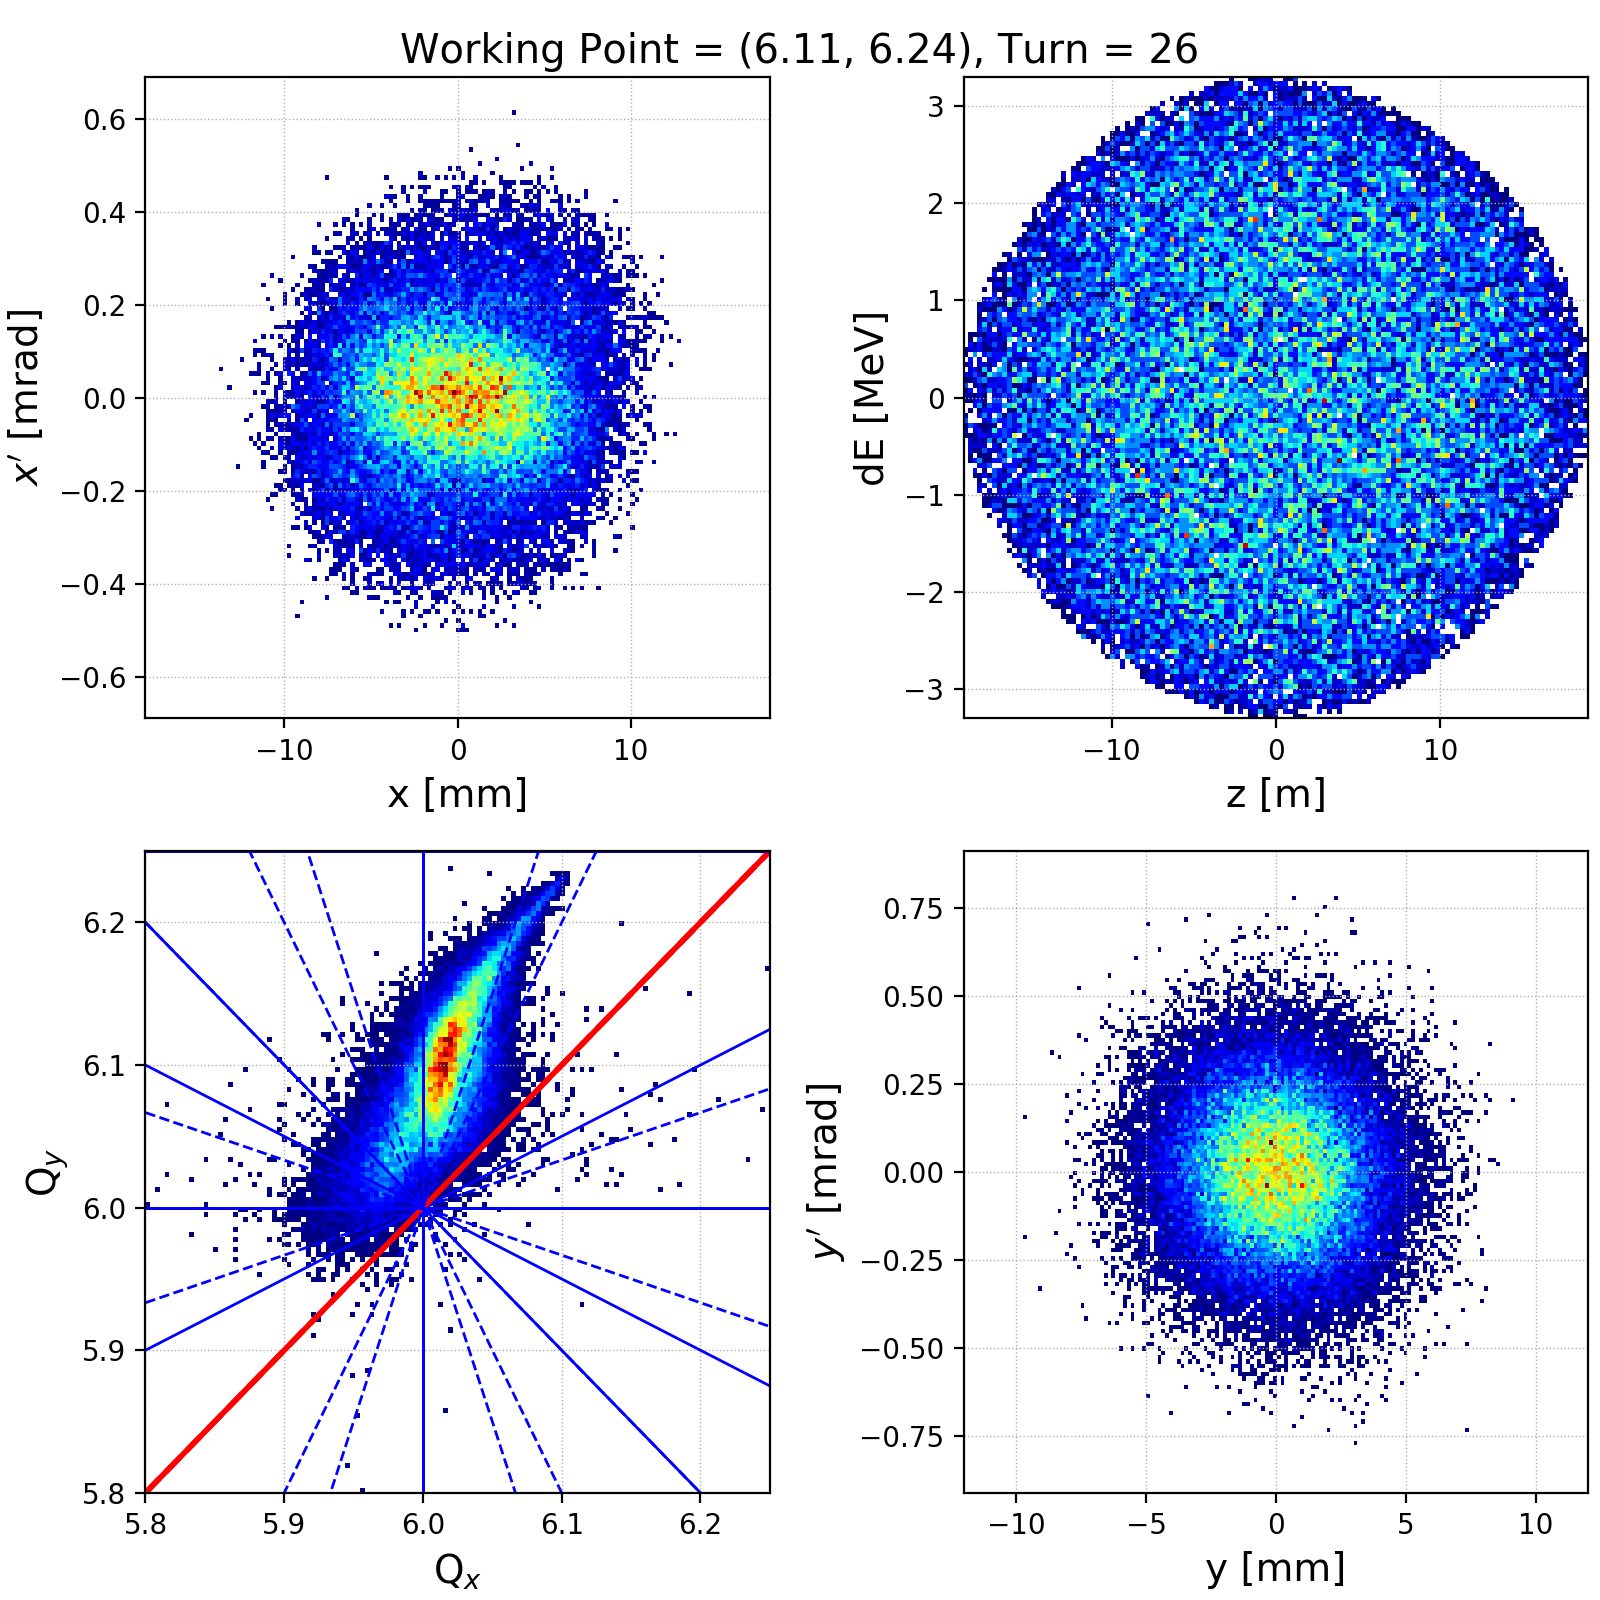 Working Point = (6.11, 6.24), Turn = 26
0.6
0.4
0.2
0.0
−0.2
−0.4
−0.6
x′ [mrad]
−10 0 10
x [mm]
3
2
1
0
−1
−2
−3
dE [MeV]
−10 0 10
z [m]
6.2
6.1
6.0
5.9
5.8
Qy
5.8 5.9 6.0 6.1 6.2
Qx
0.75
0.50
0.25
0.00
−0.25
−0.50
−0.75
y′ [mrad]
−10 −5 0 5 10
y [mm]